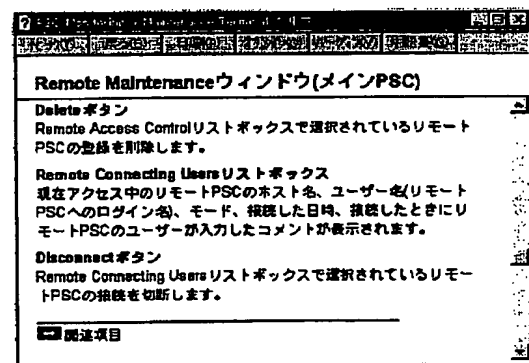 Remote Maintenanceウィンドウ(メインPSC)
Deleteボタン
Remote Access Controlリストボックスで選択されているリモート
PSCの登録を削除します。
Remote Connecting Usersリストボックス
現在アクセス中のリモートPSCのホスト名、ユーザー名(リモート
PSCへのログイン名)、モード、接続した日時、接続したときにリ
モートPSCのユーザーが入力したコメントが表示されます。
Disconnectボタン
Remote Connecting Usersリストボックスで選択されているリモー
トPSCの接続を切断します。
関連項目